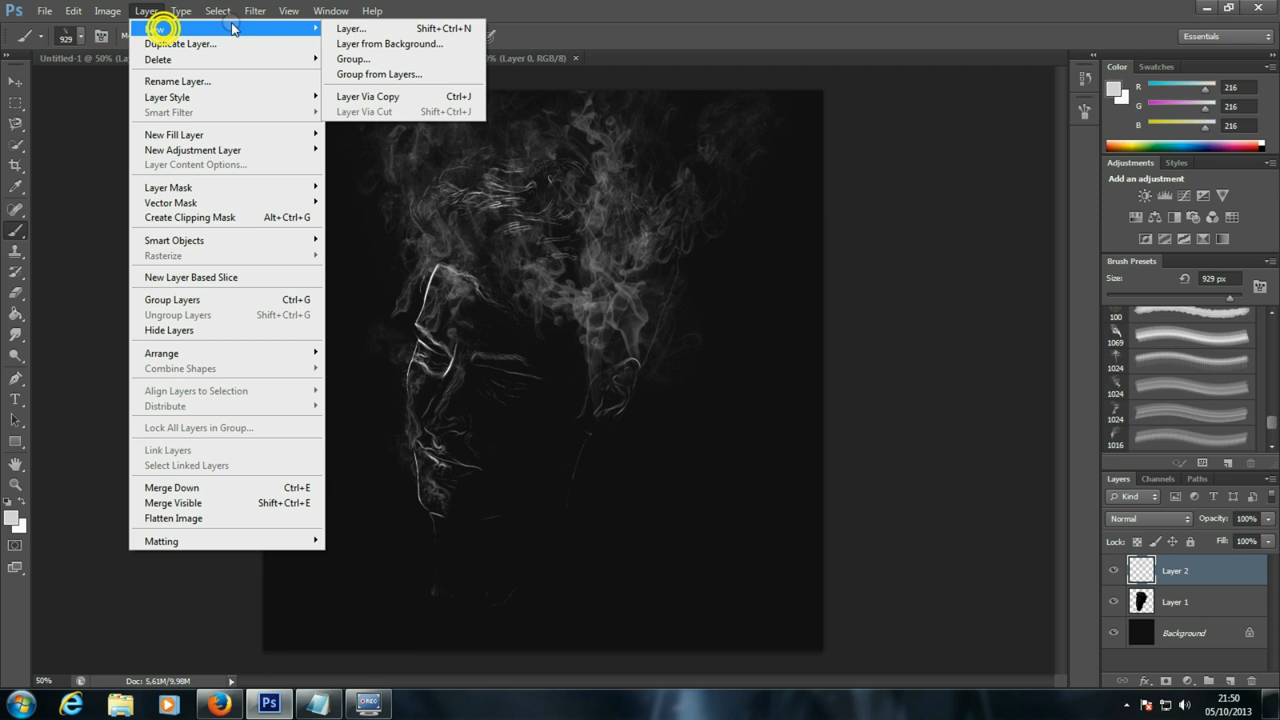 Ps File Edit Image Layer Type Select Filter View Window Help
929
Essentials
Untitled-1 @ 50% (La
0% (Layer 0, RGB/8) ×
Layer... Shift+Ctrl+N
Duplicate Layer...
Layer from Background...
Delete
Group...
Group from Layers...
Rename Layer...
Layer Style
Layer Via Copy Ctrl+J
Smart Filter
Layer Via Cut Shift+Ctrl+J
New Fill Layer
New Adjustment Layer
Layer Content Options...
Layer Mask
Vector Mask
Create Clipping Mask Alt+Ctrl+G
Smart Objects
Rasterize
New Layer Based Slice
Group Layers Ctrl+G
Ungroup Layers Shift+Ctrl+G
Hide Layers
Arrange
Combine Shapes
Align Layers to Selection
Distribute
Lock All Layers in Group...
Link Layers
Select Linked Layers
Merge Down Ctrl+E
Merge Visible Shift+Ctrl+E
Flatten Image
Matting
Color Swatches
R 216
G 216
B 216
Adjustments Styles
Add an adjustment
Brush Presets
Size: 929 px
100
1069
1024
1024
1024
1016
Layers Channels Paths
Kind
Normal Opacity: 100%
Lock: Fill: 100%
Layer 2
Layer 1
Background
50% Doc: 5,61M/9,98M
21:50
05/10/2013